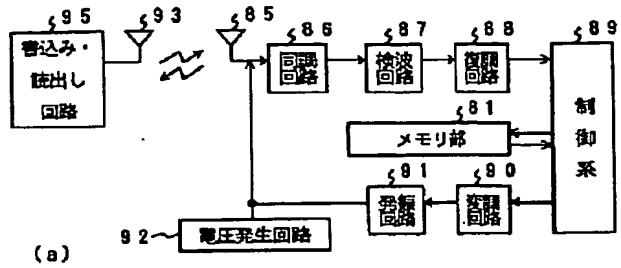 95 93 85 86 87 88 89
書込み・
読出し
回路
同調
回路
検波
回路
復調
回路
制
御
系
81
メモリ部
91 90
発振
回路
変調
回路
92
電圧発生回路
(a)